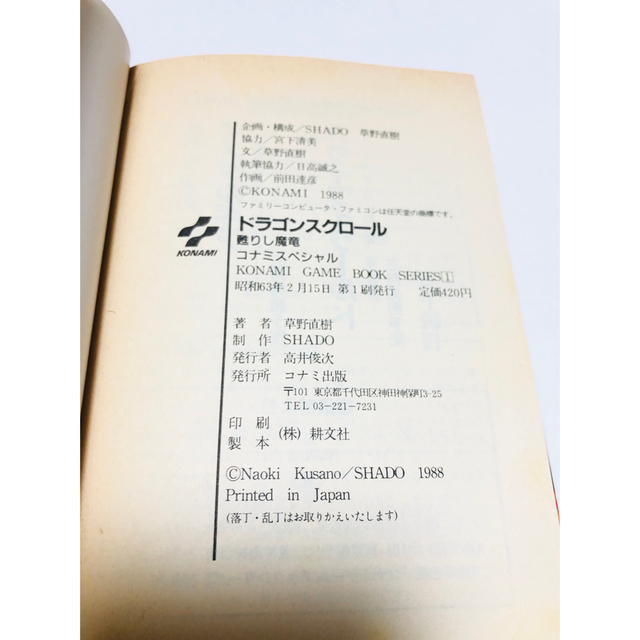 企画・構成/SHADO 草野直樹
協力/宮下清美
文/草野直樹
執筆協力/日高誠之
作画/前田達彦
©KONAMI 1988
ファミリーコンピュータ・ファミコンは任天堂の商標です。
KONAMI
ドラゴンスクロール
甦りし魔竜
コナミスペシャル
KONAMI GAME BOOK SERIES①
昭和63年2月15日 第1刷発行 定価420円
著者 草野直樹
制作 SHADO
発行者 高井俊次
発行所 コナミ出版
〒101 東京都千代田区神田神保町3-25
TEL 03-221-7231
印刷
製本 (株)耕文社
©Naoki Kusano/SHADO 1988
Printed in Japan
(落丁・乱丁はお取りかえいたします)